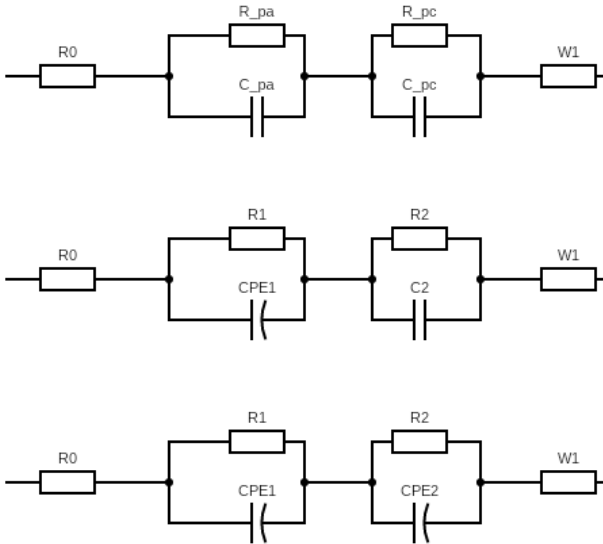 R_pa R_pc
R0 W1
C_pa C_pc
R1 R2
R0 W1
CPE1 C2
R1 R2
R0 W1
CPE1 CPE2